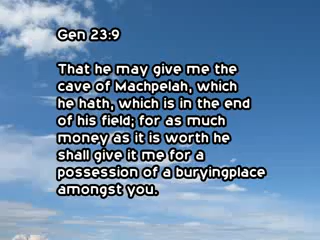 Gen 23:9
That he may give me the
cave of Machpelah, which
he hath, which is in the end
of his field; for as much
money as it is worth he
shall give it me for a
possession of a buryingplace
amongst you.